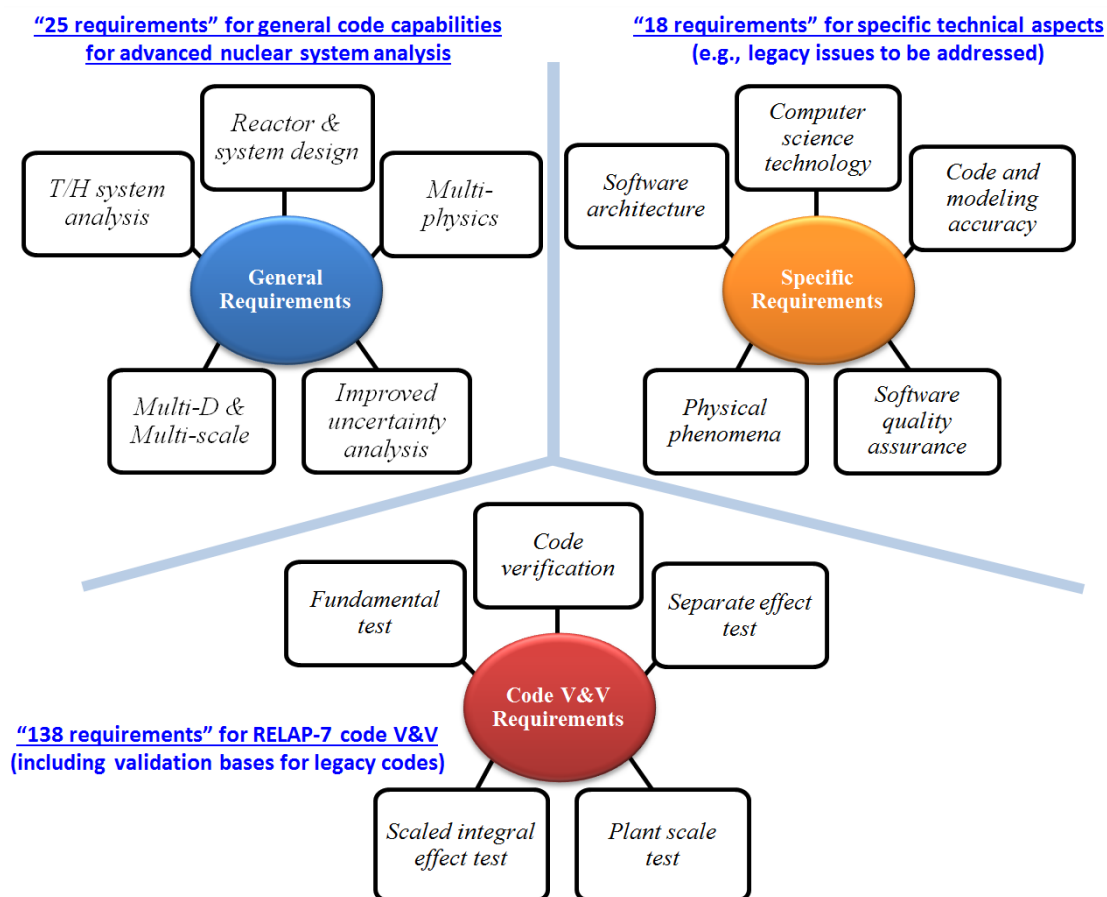 “25 requirements” for general code capabilities
for advanced nuclear system analysis
Reactor &
system design
T/H system
analysis
Multi-
physics
General
Requirements
Multi-D &
Multi-scale
Improved
uncertainty
analysis
“18 requirements” for specific technical aspects
(e.g., legacy issues to be addressed)
Computer
science
technology
Software
architecture
Code and
modeling
accuracy
Specific
Requirements
Physical
phenomena
Software
quality
assurance
Code
verification
Fundamental
test
Separate effect
test
Code V&V
Requirements
“138 requirements” for RELAP-7 code V&V
(including validation bases for legacy codes)
Scaled integral
effect test
Plant scale
test